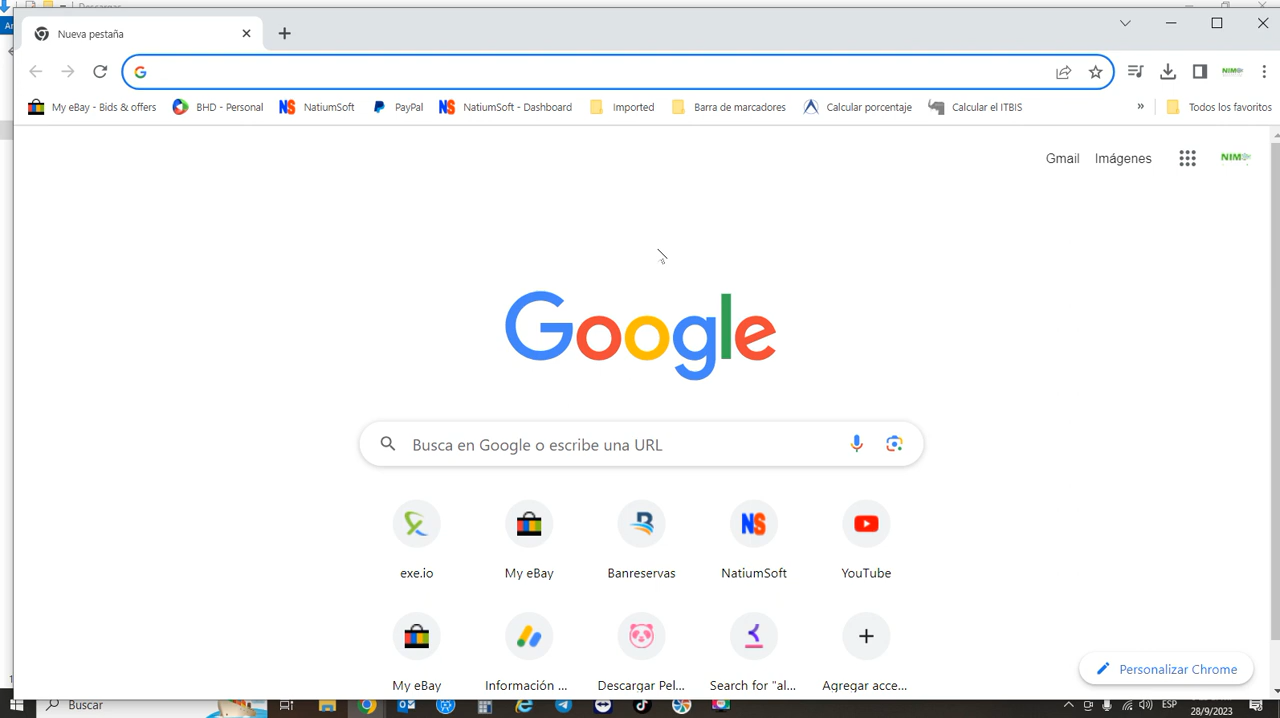 Nueva pestaña
My eBay - Bids & offers BHD - Personal NatiumSoft PayPal NatiumSoft - Dashboard Imported Barra de marcadores Calcular porcentaje Calcular el ITBIS » Todos los favoritos
Gmail Imágenes NIMO
Google
Busca en Google o escribe una URL
exe.io My eBay Banreservas NatiumSoft YouTube
My eBay Información ... Descargar Pel... Search for "al... Agregar acce...
Personalizar Chrome
Buscar ESP
28/9/2023